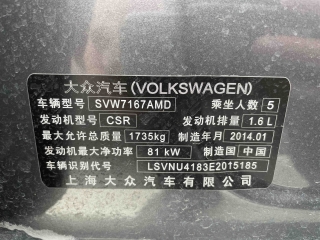 大众汽车(VOLKSWAGEN)
车辆型号 SVW7167AMD 乘坐人数 5
发动机型号 CSR 发动机排量 1.6 L
最大允许总质量 1735kg 制造年月 2014.01
发动机最大净功率 81 kW 制造国 中国
车辆识别代号 LSVNU4183E2015185
上海大众汽车有限公司